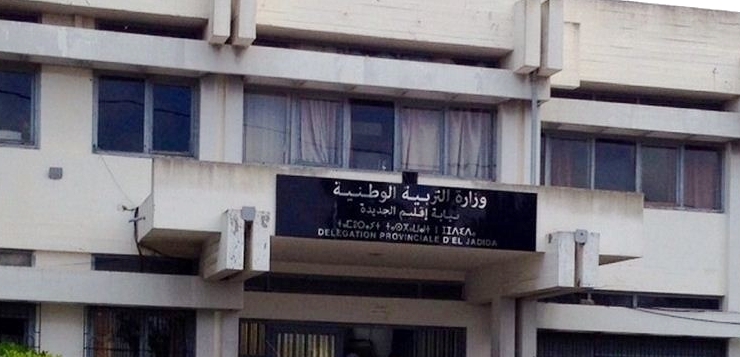 وزارة التربية الوطنية
نيابة إقليم الجديدة
DELEGATION PROVINCIALE D'EL JADIDA